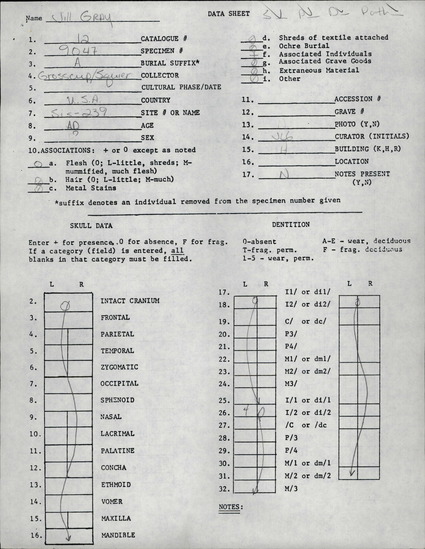 Name Will GRAY
DATA SHEET
1. 12 CATALOGUE #
2. 9047 SPECIMEN #
3. A BURIAL SUFFIX*
4. Grosscup/Sawer COLLECTOR
5. CULTURAL PHASE/DATE
6. U.S.A COUNTRY
7. Sis-239 SITE # OR NAME
8. AD AGE
9. ? SEX
10. ASSOCIATIONS: + OR 0 except as noted
0 a. Flesh (0; L-little, shreds; M-
mummified, much flesh)
0 b. Hair (0; L-little; M-much)
0 c. Metal Stains
d. Shreds of textile attached
e. Ochre Burial
f. Associated Individuals
g. Associated Grave Goods
h. Extraneous Material
i. Other
11. ACCESSION #
12. GRAVE #
13. PHOTO (Y,N)
14. CURATOR (INITIALS)
15. H BUILDING (K,H,R)
16. LOCATION
17. N NOTES PRESENT
(Y,N)
*suffix denotes an individual removed from the specimen number given
SKULL DATA
Enter + for presence, 0 for absence, F for frag.
If a category (field) is entered, all
blanks in that category must be filled.
L R
2. 0 INTACT CRANIUM
3. FRONTAL
4. PARIETAL
5. TEMPORAL
6. ZYGOMATIC
7. OCCIPITAL
8. SPHENOID
9. NASAL
10. LACRIMAL
11. PALATINE
12. CONCHA
13. ETHMOID
14. VOMER
15. MAXILLA
16. MANDIBLE
DENTITION
0-absent A-E - wear, deciduous
T-frag. perm. F - frag. deciduous
1-5 - wear, perm.
L R L R
17. I1/ or di1/
18. I2/ or di2/
19. C/ or dc/
20. P3/
21. P4/
22. M1/ or dm1/
23. M2/ or dm2/
24. M3/
25. I/1 or di/1
26. I/2 or di/2
27. /C or /dc
28. P/3
29. P/4
30. M/1 or dm/1
31. M/2 or dm/2
32. M/3
NOTES: